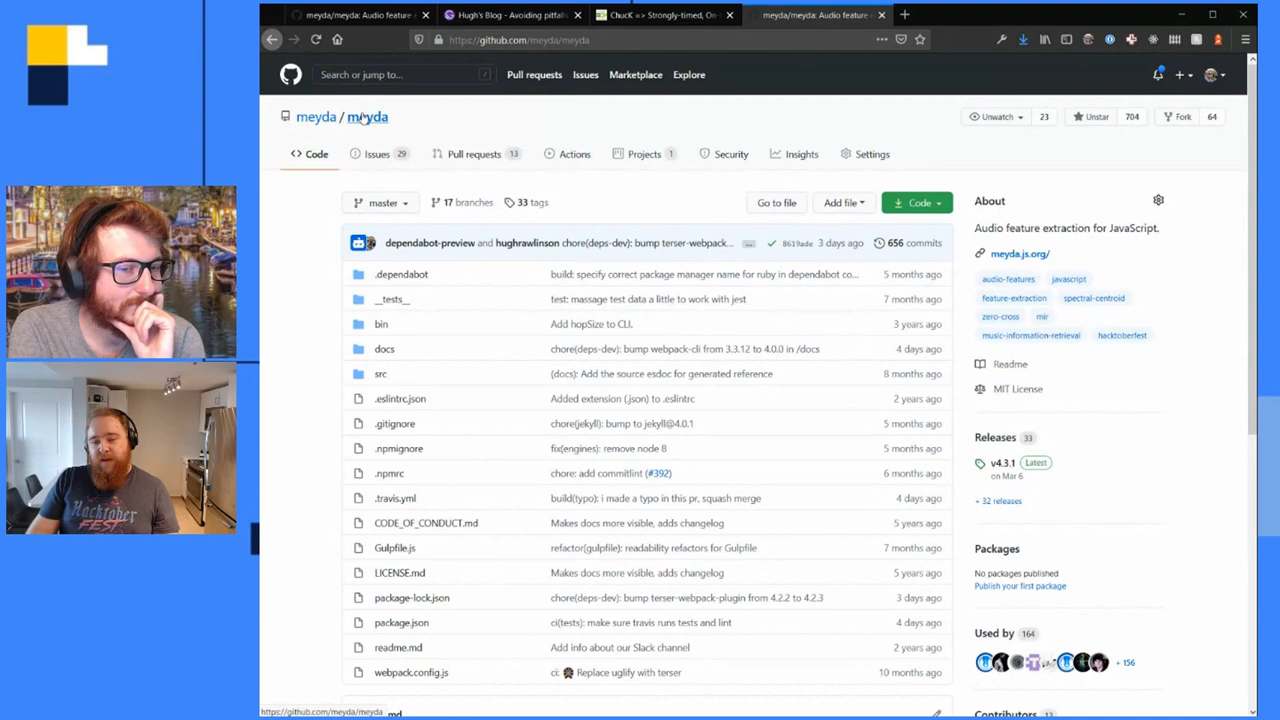 meyda/meyda: Audio feature e
Hugh's Blog - Avoiding pitfall
ChucK => Strongly-timed, On-
meyda/meyda: Audio feature
https://github.com/meyda/meyda
Search or jump to...
/
Pull requests
Issues
Marketplace
Explore
meyda / meyda
Unwatch
23
Unstar
704
Fork
64
Code
Issues 29
Pull requests 13
Actions
Projects 1
Security
Insights
Settings
master
17 branches
33 tags
Go to file
Add file
Code
dependabot-preview and hughrawlinson chore(deps-dev): bump terser-webpack... ... 8619ade 3 days ago 656 commits
.dependabot build: specify correct package manager name for ruby in dependabot co... 5 months ago
__tests__ test: massage test data a little to work with jest 7 months ago
bin Add hopSize to CLI. 3 years ago
docs chore(deps-dev): bump webpack-cli from 3.3.12 to 4.0.0 in /docs 4 days ago
src (docs): Add the source esdoc for generated reference 8 months ago
.eslintrc.json Added extension (.json) to .eslintrc 2 years ago
.gitignore chore(jekyll): bump to jekyll@4.0.1 5 months ago
.npmignore fix(engines): remove node 8 5 months ago
.npmrc chore: add commitlint (#392) 6 months ago
.travis.yml build(typo): i made a typo in this pr, squash merge 4 days ago
CODE_OF_CONDUCT.md Makes docs more visible, adds changelog 5 years ago
Gulpfile.js refactor(gulpfile): readability refactors for Gulpfile 7 months ago
LICENSE.md Makes docs more visible, adds changelog 5 years ago
package-lock.json chore(deps-dev): bump terser-webpack-plugin from 4.2.2 to 4.2.3 3 days ago
package.json ci(tests): make sure travis runs tests and lint 4 days ago
readme.md Add info about our Slack channel 2 years ago
webpack.config.js ci: Replace uglify with terser 10 months ago
https://github.com/meyda/meyda
.md
About
Audio feature extraction for JavaScript.
meyda.js.org/
audio-features javascript
feature-extraction spectral-centroid
zero-cross mir
music-information-retrieval hacktoberfest
Readme
MIT License
Releases 33
v4.3.1 Latest
on Mar 6
+ 32 releases
Packages
No packages published
Publish your first package
Used by 164
+ 156
Contributors 13
Hacktober
FEST